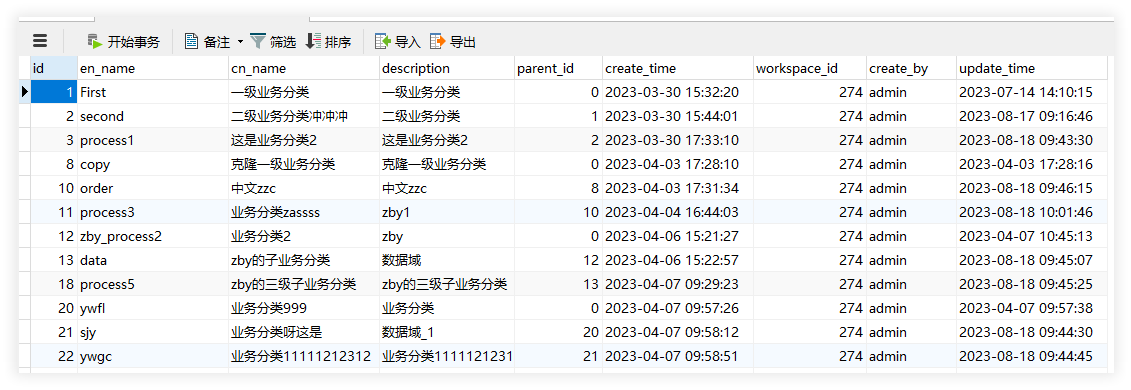 开始事务 备注 筛选 排序 导入 导出
id en_name cn_name description parent_id create_time workspace_id create_by update_time
1 First 一级业务分类 一级业务分类 0 2023-03-30 15:32:20 274 admin 2023-07-14 14:10:15
2 second 二级业务分类冲冲冲 二级业务分类 1 2023-03-30 15:44:01 274 admin 2023-08-17 09:16:46
3 process1 这是业务分类2 这是业务分类2 2 2023-03-30 17:33:10 274 admin 2023-08-18 09:43:30
8 copy 克隆一级业务分类 克隆一级业务分类 0 2023-04-03 17:28:10 274 admin 2023-04-03 17:28:16
10 order 中文zzc 中文zzc 8 2023-04-03 17:31:34 274 admin 2023-08-18 09:46:15
11 process3 业务分类zassss zby1 10 2023-04-04 16:44:03 274 admin 2023-08-18 10:01:46
12 zby_process2 业务分类2 zby 0 2023-04-06 15:21:27 274 admin 2023-04-07 10:45:13
13 data zby的子业务分类 数据域 12 2023-04-06 15:22:57 274 admin 2023-08-18 09:45:07
18 process5 zby的三级子业务分类 zby的三级子业务分类 13 2023-04-07 09:29:23 274 admin 2023-08-18 09:45:25
20 ywfl 业务分类999 业务分类 0 2023-04-07 09:57:26 274 admin 2023-04-07 09:57:38
21 sjy 业务分类呀这是 数据域_1 20 2023-04-07 09:58:12 274 admin 2023-08-18 09:44:30
22 ywgc 业务分类11111212312 业务分类1111121231 21 2023-04-07 09:58:51 274 admin 2023-08-18 09:44:45